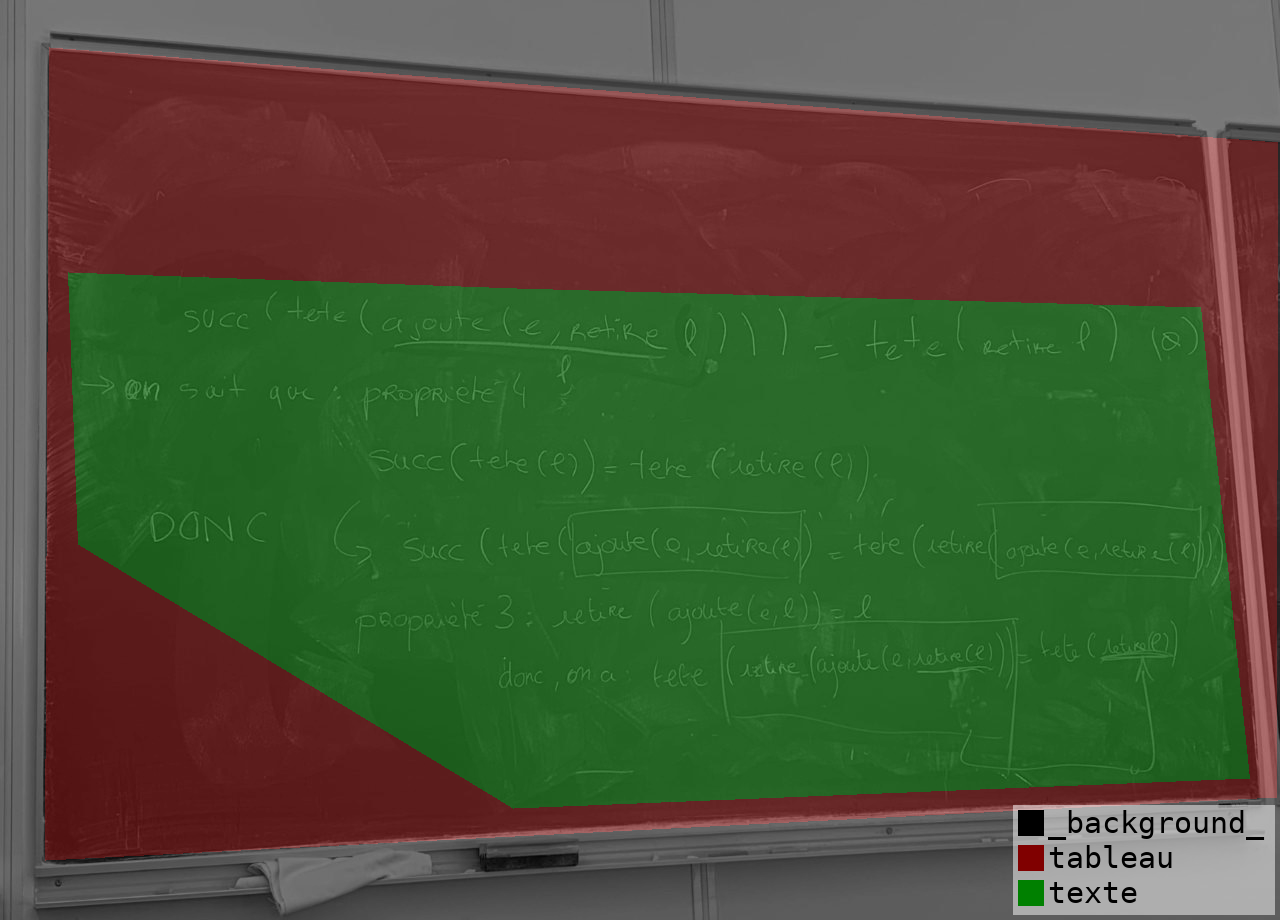 succ (tete (ajoute (e, retire l))) = tete (retire l) (⊗)
→ on sait que : propriété 4 l
succ (tete (l)) = tete (retire (l)).
DONC ↳ succ (tete (ajoute (e, retire(l))) = tete (retire (ajoute (e, retire (l))))
propriété 3 : retire (ajoute (e, l)) = l
donc, on a : tete (retire (ajoute (e, retire (l)))) = tete (retire(l))
_background_
tableau
texte